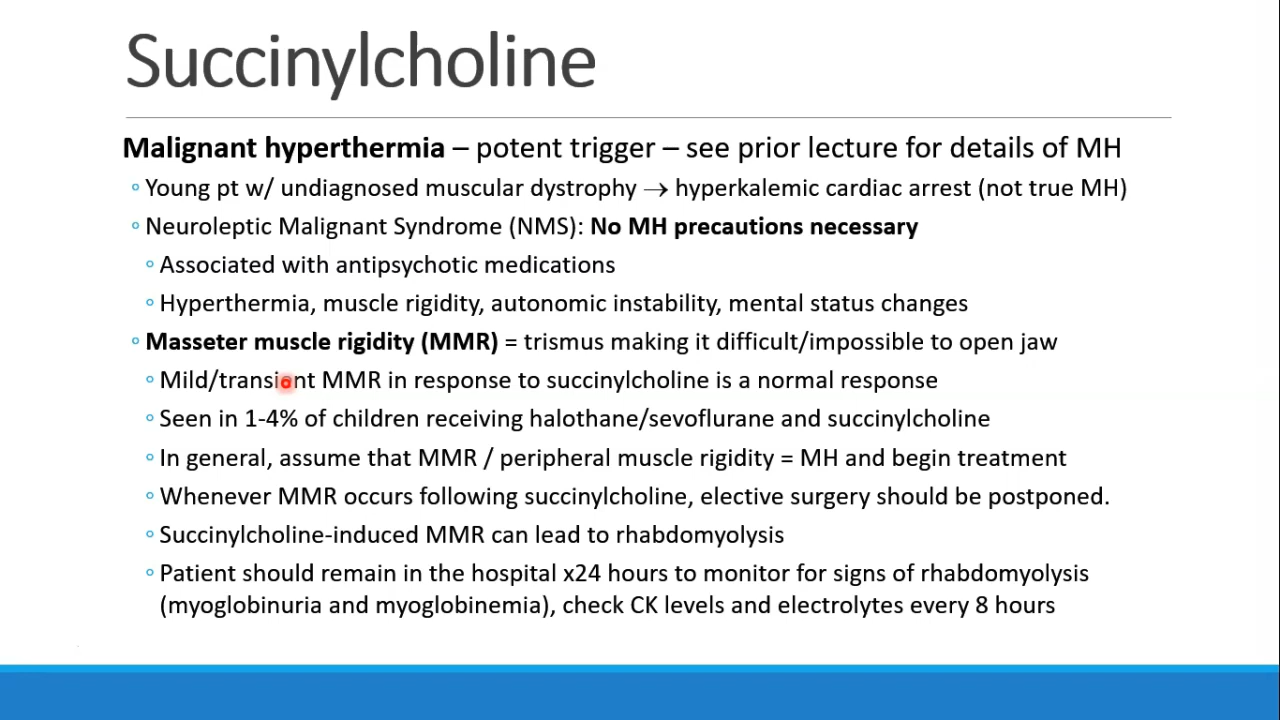 Succinylcholine
Malignant hyperthermia – potent trigger – see prior lecture for details of MH
◦ Young pt w/ undiagnosed muscular dystrophy → hyperkalemic cardiac arrest (not true MH)
◦ Neuroleptic Malignant Syndrome (NMS): No MH precautions necessary
◦ Associated with antipsychotic medications
◦ Hyperthermia, muscle rigidity, autonomic instability, mental status changes
◦ Masseter muscle rigidity (MMR) = trismus making it difficult/impossible to open jaw
◦ Mild/transient MMR in response to succinylcholine is a normal response
◦ Seen in 1-4% of children receiving halothane/sevoflurane and succinylcholine
◦ In general, assume that MMR / peripheral muscle rigidity = MH and begin treatment
◦ Whenever MMR occurs following succinylcholine, elective surgery should be postponed.
◦ Succinylcholine-induced MMR can lead to rhabdomyolysis
◦ Patient should remain in the hospital x24 hours to monitor for signs of rhabdomyolysis
(myoglobinuria and myoglobinemia), check CK levels and electrolytes every 8 hours